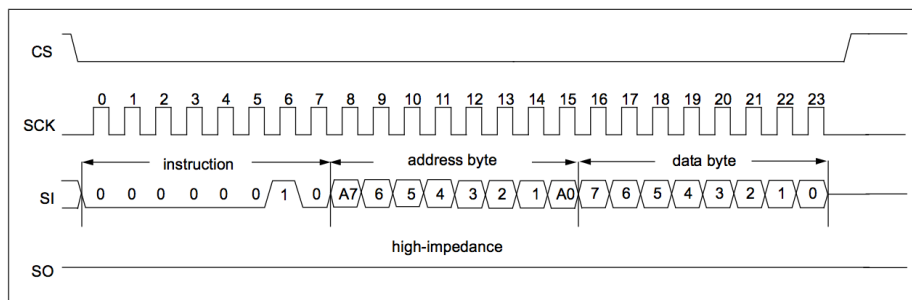 CS
0 1 2 3 4 5 6 7 8 9 10 11 12 13 14 15 16 17 18 19 20 21 22 23
SCK
instruction address byte data byte
SI 0 0 0 0 0 0 1 0 A7 6 5 4 3 2 1 A0 7 6 5 4 3 2 1 0
high-impedance
SO